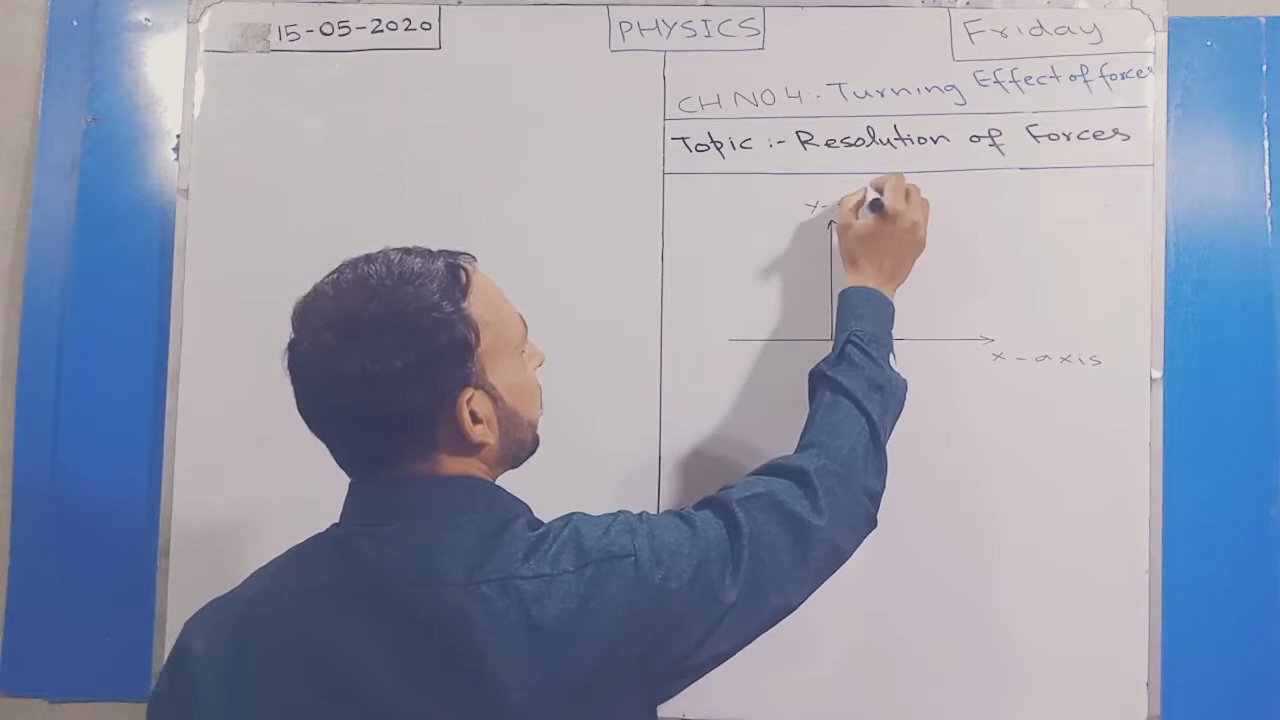 15-05-2020
PHYSICS
Friday
CH NO.4:- Turning Effect of forces
Topic :- Resolution of Forces
Y-
x-axis